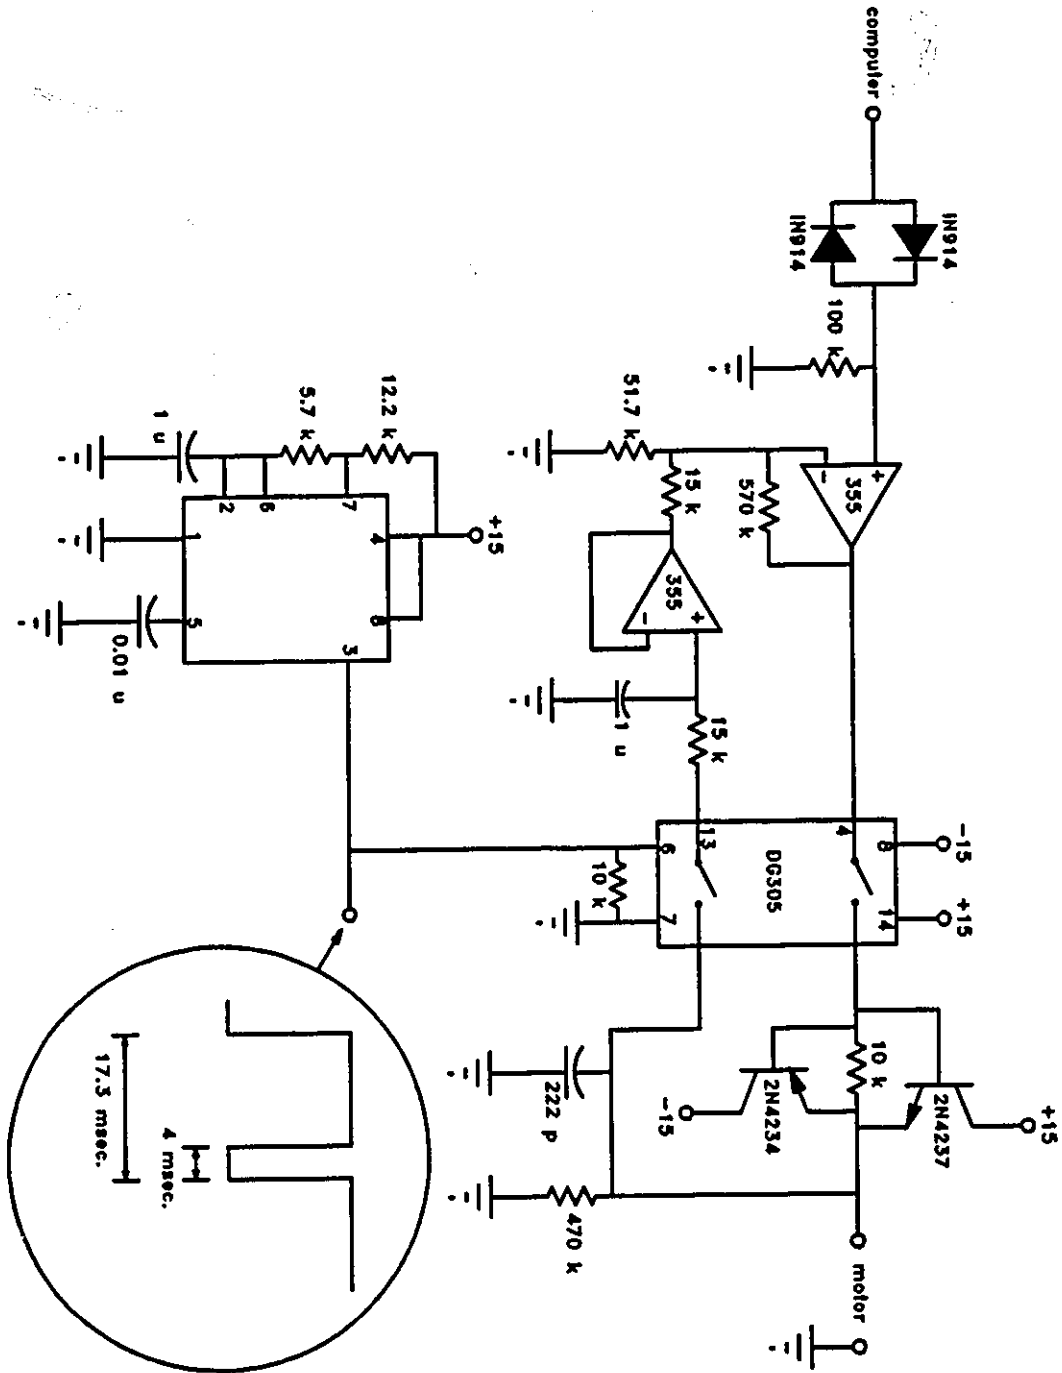 computer
IN914
IN914
100 k
+
-
355
570 k
51.7 k
15 k
355
+
-
15 k
1 u
-15
+15
8
14
4
DG305
13
6
7
10 k
+15
2N4237
10 k
2N4234
-15
motor
222 p
470 k
+15
12.2 k
5.7 k
1 u
4
8
7
6
2
1
5
3
0.01 u
4 msec.
17.3 msec.